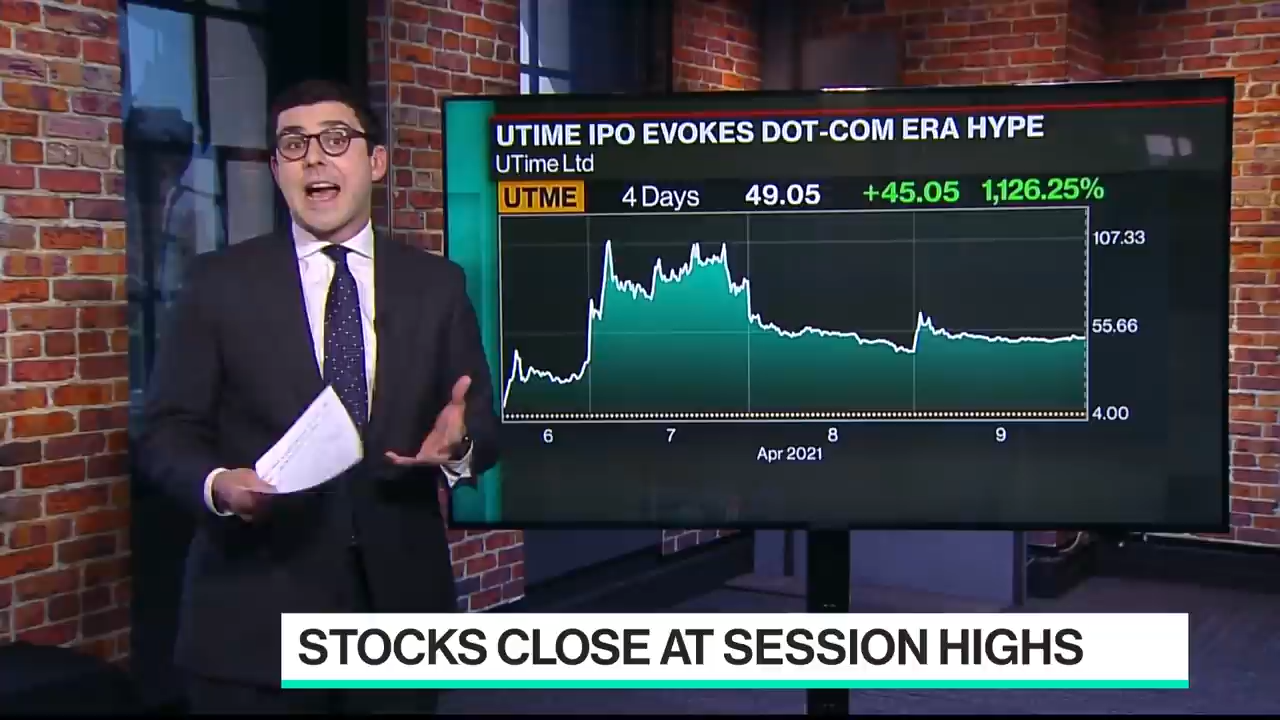 UTIME IPO EVOKES DOT-COM ERA HYPE
UTime Ltd
UTME 4 Days 49.05 +45.05 1,126.25%
107.33
55.66
4.00
6 7 8 9
Apr 2021
STOCKS CLOSE AT SESSION HIGHS